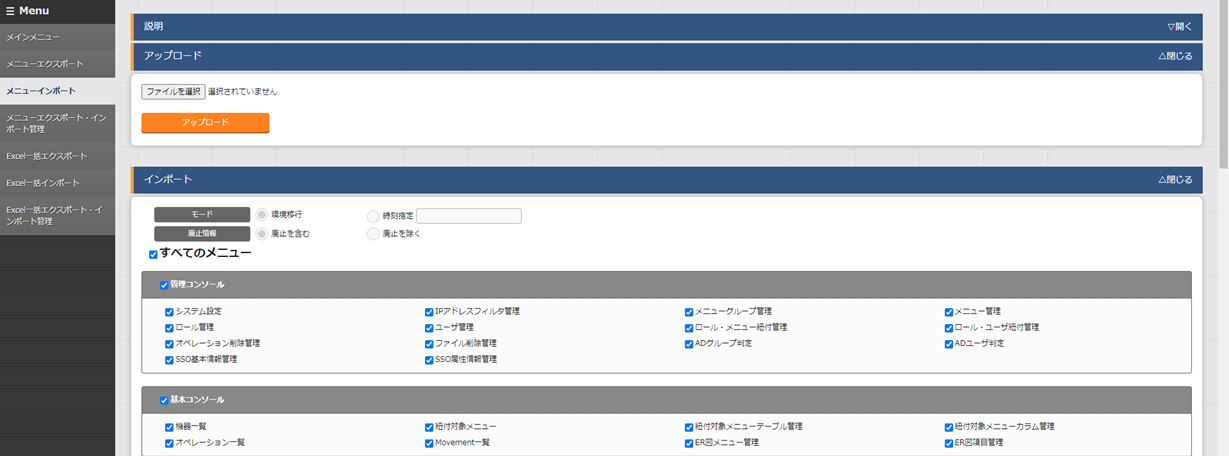 ☰ Menu
メインメニュー
メニューエクスポート
メニューインポート
メニューエクスポート・イン
ポート管理
Excel一括エクスポート
Excel一括インポート
Excel一括エクスポート・イ
ンポート管理
説明 ▽開く
アップロード △閉じる
ファイルを選択 選択されていません
アップロード
インポート △閉じる
モード 環境移行 時刻指定
廃止情報 廃止を含む 廃止を除く
すべてのメニュー
管理コンソール
システム設定 IPアドレスフィルタ管理 メニューグループ管理 メニュー管理
ロール管理 ユーザ管理 ロール・メニュー紐付管理 ロール・ユーザ紐付管理
オペレーション削除管理 ファイル削除管理 ADグループ判定 ADユーザ判定
SSO基本情報管理 SSO属性情報管理
基本コンソール
機器一覧 紐付対象メニュー 紐付対象メニューテーブル管理 紐付対象メニューカラム管理
オペレーション一覧 Movement一覧 ER図メニュー管理 ER図項目管理